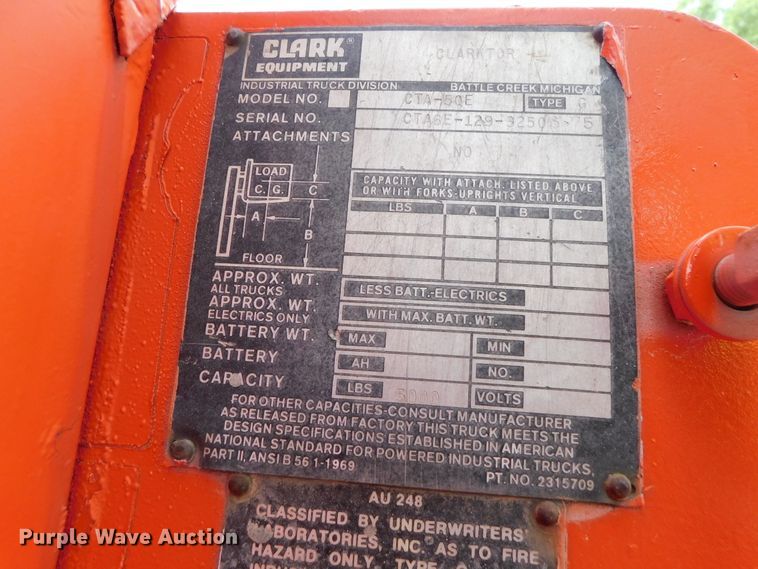 CLARK®
EQUIPMENT
CLARKTOR
INDUSTRIAL TRUCK DIVISION BATTLE CREEK MICHIGAN
MODEL NO. CTA-50E TYPE G
SERIAL NO.
ATTACHMENTS NO
LOAD
C. G. C
A
B
FLOOR
CAPACITY WITH ATTACH. LISTED ABOVE
OR WITH FORKS-UPRIGHTS VERTICAL
LBS A B C
APPROX. WT.
ALL TRUCKS LESS BATT.-ELECTRICS
APPROX. WT.
ELECTRICS ONLY WITH MAX. BATT. WT.
BATTERY WT. MAX MIN
BATTERY AH NO.
CAPACITY LBS 5000 VOLTS
FOR OTHER CAPACITIES-CONSULT MANUFACTURER
AS RELEASED FROM FACTORY THIS TRUCK MEETS THE
DESIGN SPECIFICATIONS ESTABLISHED IN AMERICAN
NATIONAL STANDARD FOR POWERED INDUSTRIAL TRUCKS,
PART II, ANSI B 56 1-1969
PT. NO. 2315709
AU 248
CLASSIFIED BY UNDERWRITERS'
LABORATORIES, INC. AS TO FIRE
HAZARD ONLY. TYPE
Purple Wave Auction